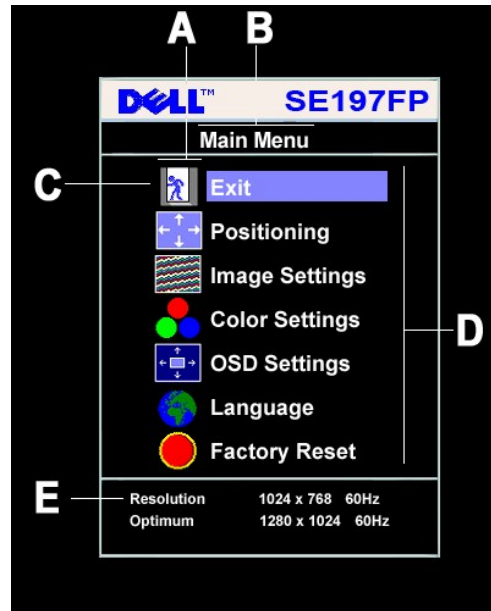 A B
DELL™ SE197FP
Main Menu
C
Exit
Positioning
Image Settings
Color Settings
D
OSD Settings
Language
Factory Reset
E
Resolution 1024 x 768 60Hz
Optimum 1280 x 1024 60Hz